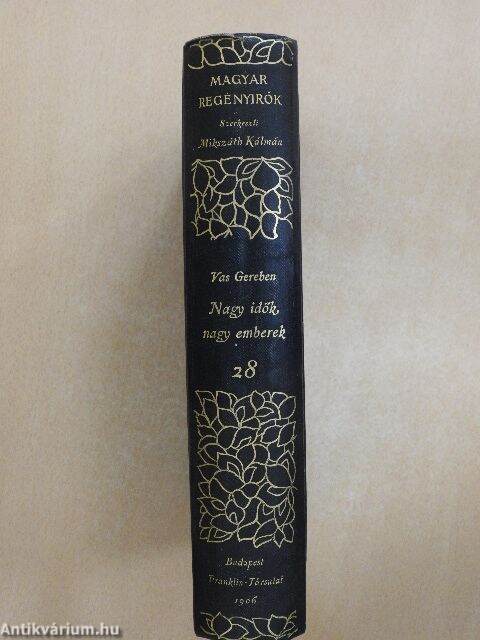 MAGYAR
REGÉNYIRÓK
Szerkeszti
Mikszáth Kálmán
Vas Gereben
Nagy idők,
nagy emberek
28
Budapest
Franklin-Társulat
1906
Antikvárium.hu